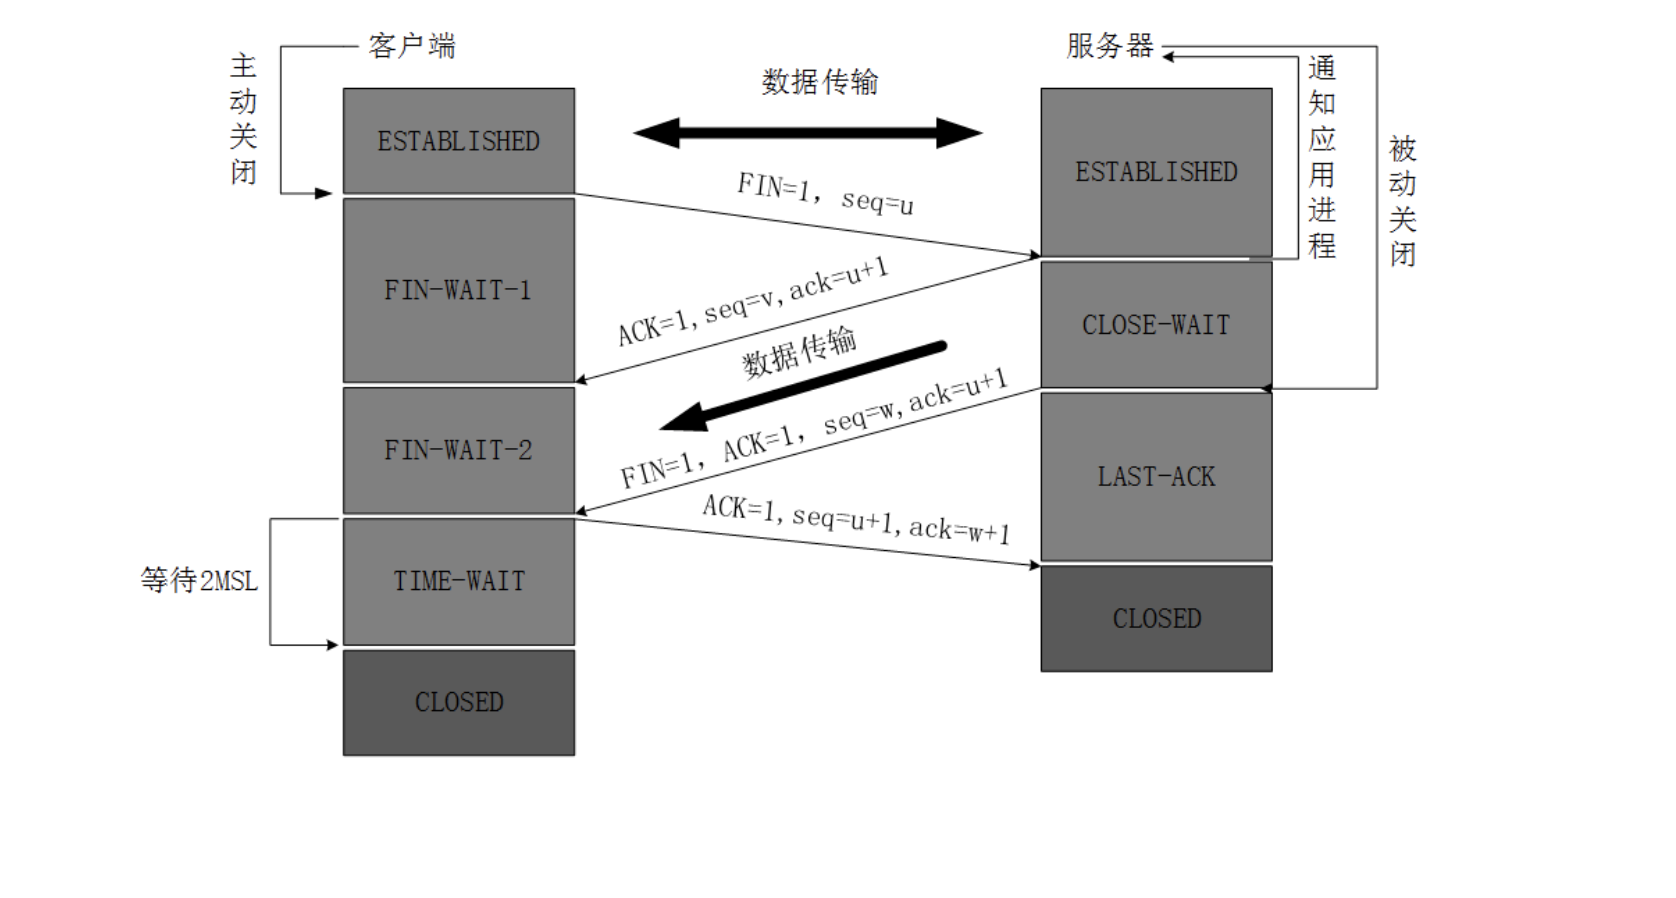 客户端
服务器
主动关闭
数据传输
通知应用进程
被动关闭
ESTABLISHED
ESTABLISHED
FIN=1, seq=u
FIN-WAIT-1
ACK=1,seq=v,ack=u+1
CLOSE-WAIT
数据传输
FIN=1, ACK=1, seq=w,ack=u+1
FIN-WAIT-2
LAST-ACK
ACK=1,seq=u+1,ack=w+1
等待2MSL
TIME-WAIT
CLOSED
CLOSED